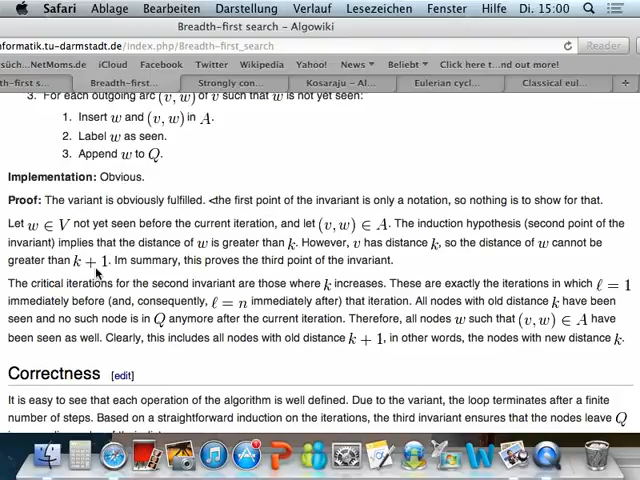 Safari Ablage Bearbeiten Darstellung Verlauf Lesezeichen Fenster Hilfe Di. 15:00
Breadth-first search - Algowiki
nformatik.tu-darmstadt.de/index.php/Breadth-first_search Reader
NetMoms.de iCloud Facebook Twitter Wikipedia Yahoo! News Beliebt Click here t...nd out more!
th-first s... Breadth-first... Strongly con... Kosaraju – Al... Eulerian cycl... Classical eul...
3. For each outgoing arc (v, w) of v such that w is not yet seen:
1. Insert w and (v, w) in A.
2. Label w as seen.
3. Append w to Q.
Implementation: Obvious.
Proof: The variant is obviously fulfilled. <the first point of the invariant is only a notation, so nothing is to show for that.
Let w ∈ V not yet seen before the current iteration, and let (v, w) ∈ A. The induction hypothesis (second point of the
invariant) implies that the distance of w is greater than k. However, v has distance k, so the distance of w cannot be
greater than k + 1. Im summary, this proves the third point of the invariant.
The critical iterations for the second invariant are those where k increases. These are exactly the iterations in which ℓ = 1
immediately before (and, consequently, ℓ = n immediately after) that iteration. All nodes with old distance k have been
seen and no such node is in Q anymore after the current iteration. Therefore, all nodes w such that (v, w) ∈ A have
been seen as well. Clearly, this includes all nodes with old distance k + 1, in other words, the nodes with new distance k.
Correctness [edit]
It is easy to see that each operation of the algorithm is well defined. Due to the variant, the loop terminates after a finite
number of steps. Based on a straightforward induction on the iterations, the third invariant ensures that the nodes leave Q